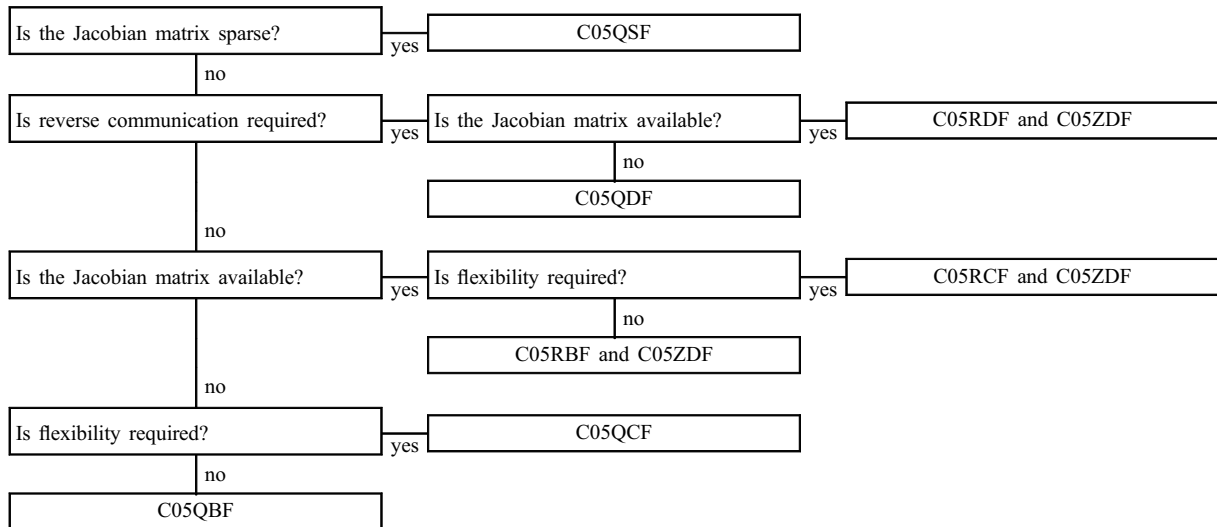 Is the Jacobian matrix sparse?
yes
C05QSF
no
Is reverse communication required?
yes
Is the Jacobian matrix available?
yes
C05RDF and C05ZDF
no
C05QDF
no
Is the Jacobian matrix available?
yes
Is flexibility required?
yes
C05RCF and C05ZDF
no
C05RBF and C05ZDF
no
Is flexibility required?
yes
C05QCF
no
C05QBF